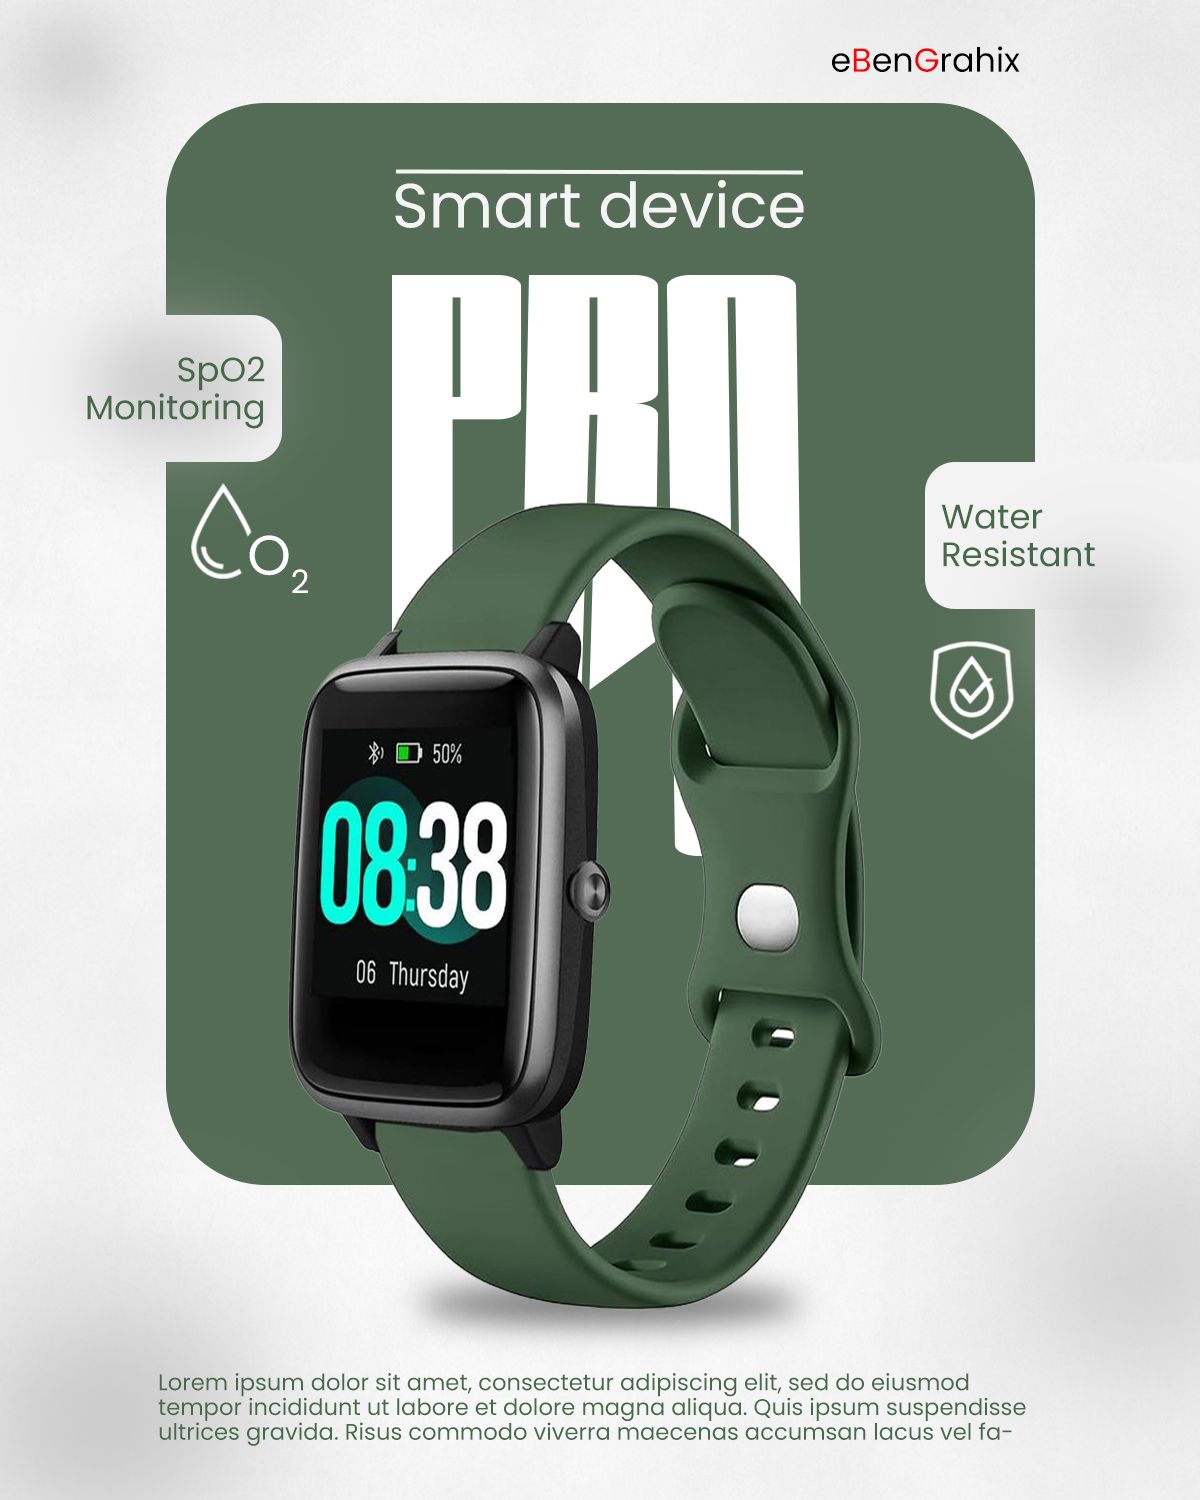 eBenGrahix
Smart device
PRO
SpO2
Monitoring
O2
Water
Resistant
50%
08:38
06 Thursday
Lorem ipsum dolor sit amet, consectetur adipiscing elit, sed do eiusmod
tempor incididunt ut labore et dolore magna aliqua. Quis ipsum suspendisse
ultrices gravida. Risus commodo viverra maecenas accumsan lacus vel fa-